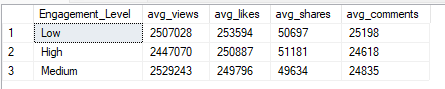 Engagement_Level avg_views avg_likes avg_shares avg_comments
1 Low 2507028 253594 50697 25198
2 High 2447070 250887 51181 24618
3 Medium 2529243 249796 49634 24835